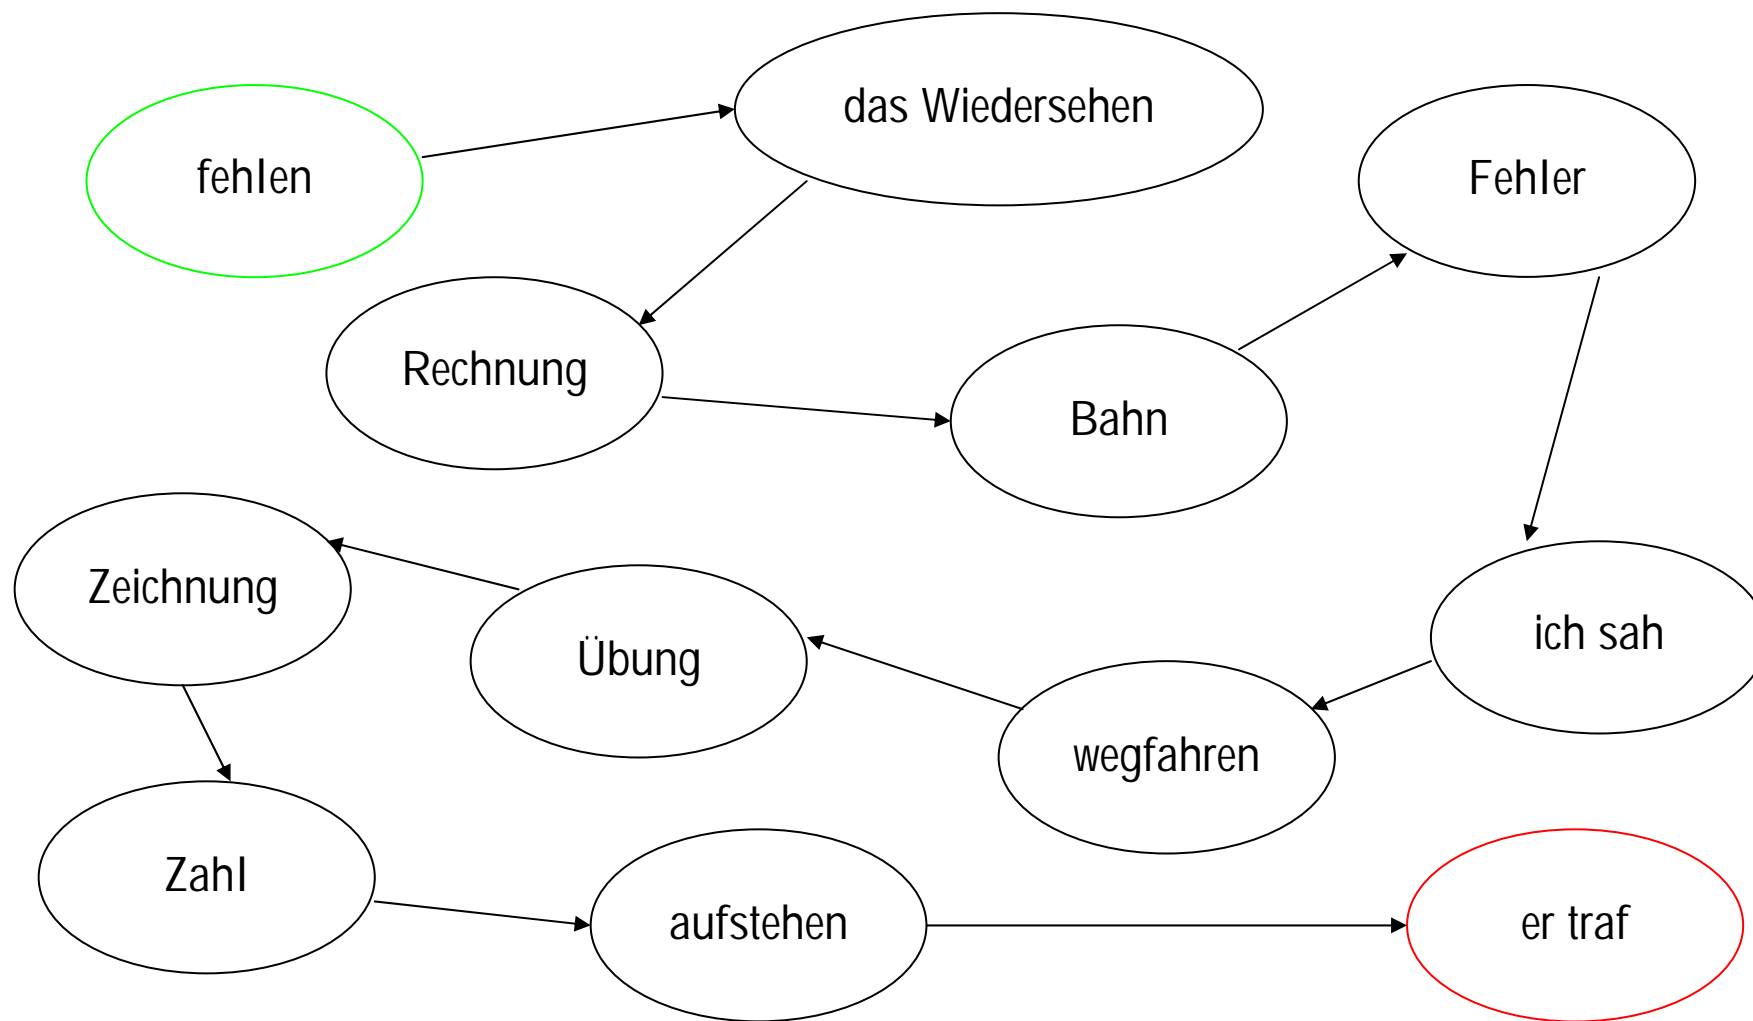 fehlen
das Wiedersehen
Rechnung
Bahn
Fehler
ich sah
wegfahren
Übung
Zeichnung
Zahl
aufstehen
er traf